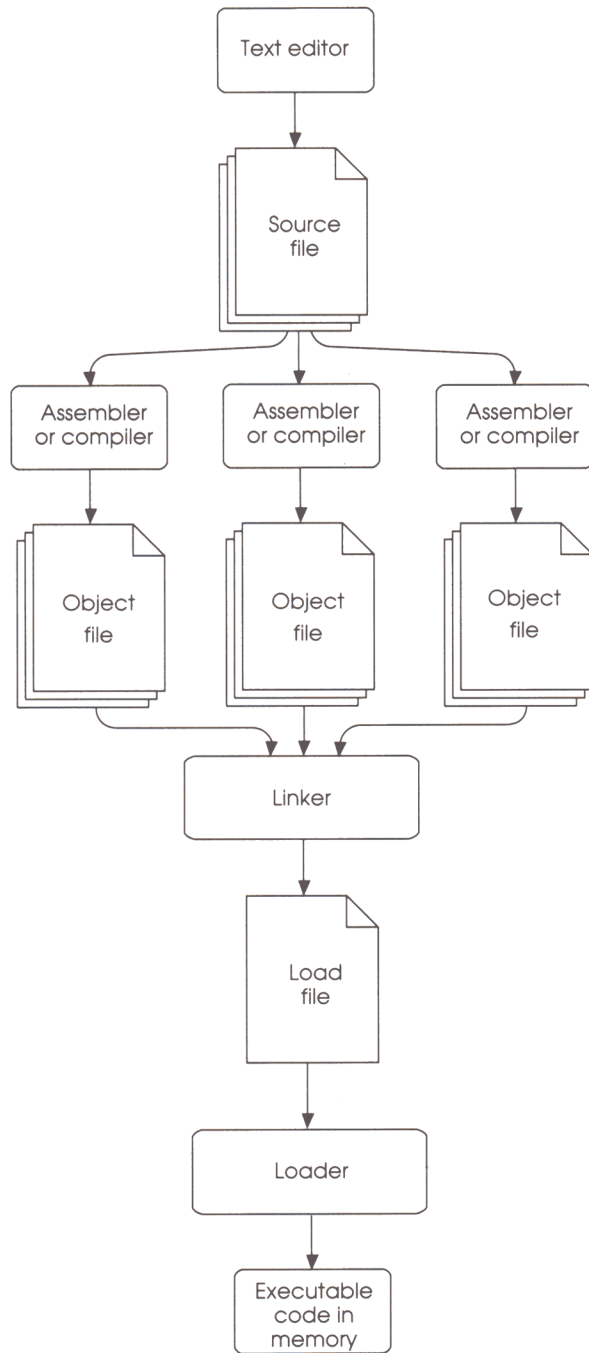 Text editor
Source
file
Assembler
or compiler
Assembler
or compiler
Assembler
or compiler
Object
file
Object
file
Object
file
Linker
Load
file
Loader
Executable
code in
memory